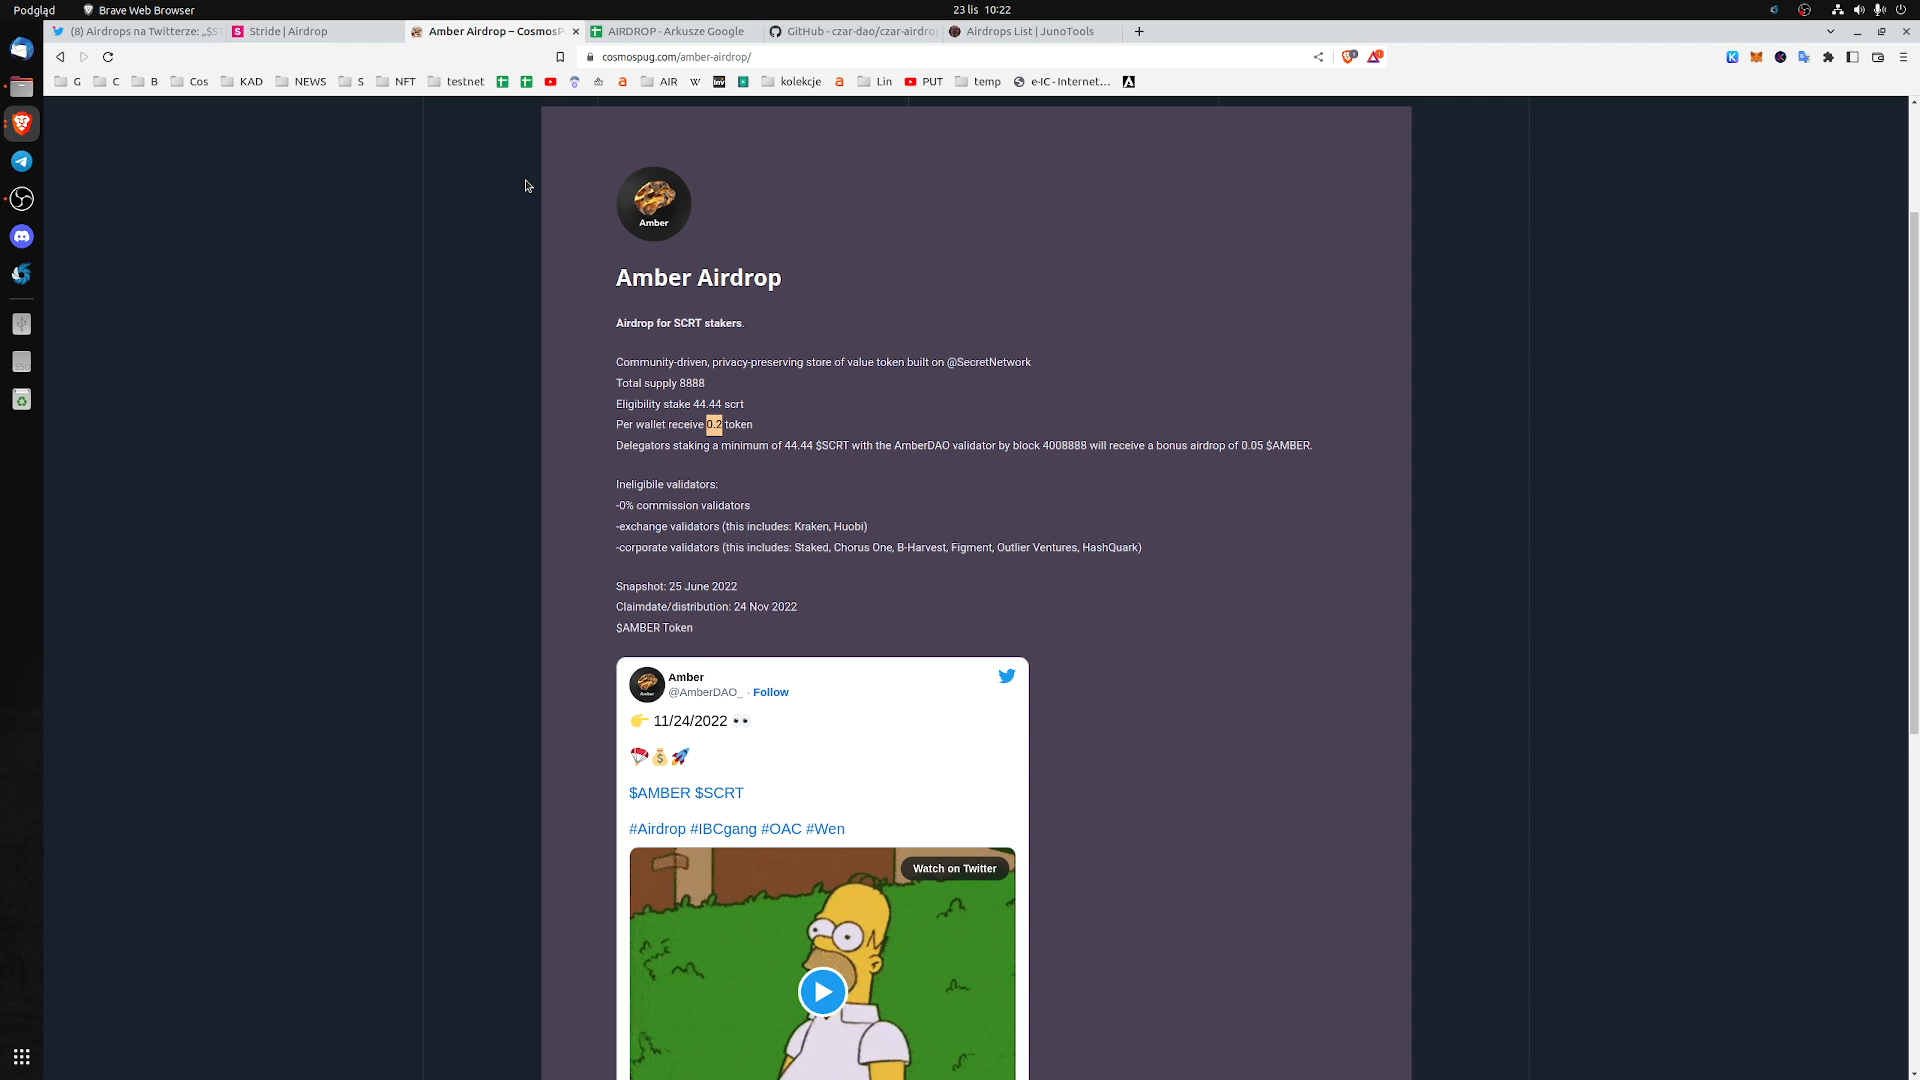 Podgląd
Brave Web Browser
23 lis 10:22
(8) Airdrops na Twitterze: „$S
Stride | Airdrop
Amber Airdrop – CosmosP
AIRDROP - Arkusze Google
GitHub - czar-dao/czar-airdro
Airdrops List | JunoTools
cosmospug.com/amber-airdrop/
G
C
B
Cos
KAD
NEWS
S
NFT
testnet
AIR
kolekcje
Lin
PUT
temp
e-IC - Internet...
Amber
Amber Airdrop
Airdrop for SCRT stakers.
Community-driven, privacy-preserving store of value token built on @SecretNetwork
Total supply 8888
Eligibility stake 44.44 scrt
Per wallet receive 0.2 token
Delegators staking a minimum of 44.44 $SCRT with the AmberDAO validator by block 4008888 will receive a bonus airdrop of 0.05 $AMBER.
Ineligibile validators:
-0% commission validators
-exchange validators (this includes: Kraken, Huobi)
-corporate validators (this includes: Staked, Chorus One, B-Harvest, Figment, Outlier Ventures, HashQuark)
Snapshot: 25 June 2022
Claimdate/distribution: 24 Nov 2022
$AMBER Token
Amber
@AmberDAO_ · Follow
👉 11/24/2022 👀
🪂💰🚀
$AMBER $SCRT
#Airdrop #IBCgang #OAC #Wen
Watch on Twitter